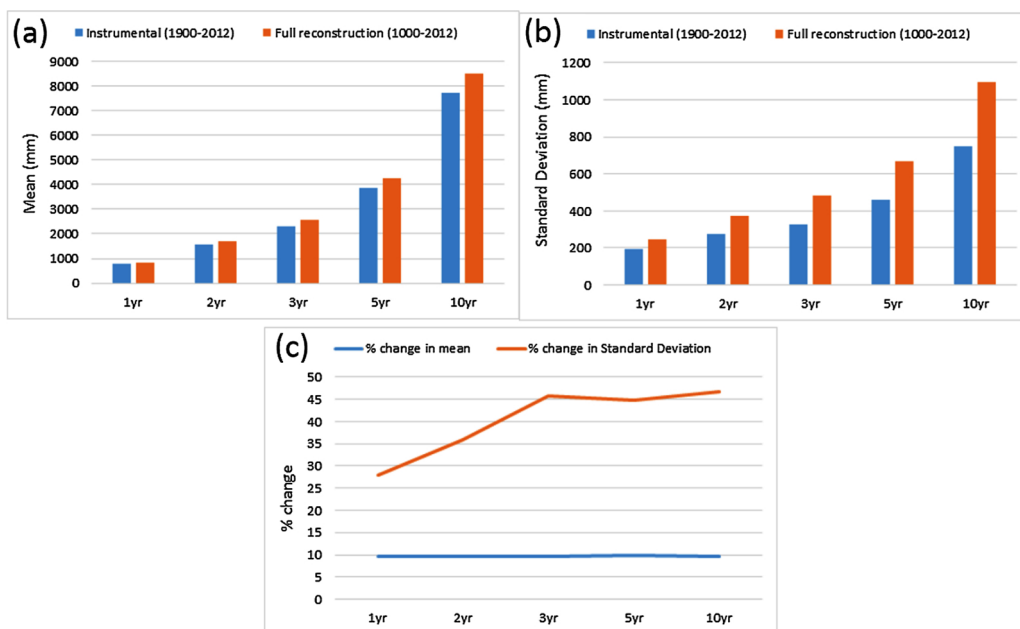 (a)
Instrumental (1900-2012) Full reconstruction (1000-2012)
Mean (mm)
9000
8000
7000
6000
5000
4000
3000
2000
1000
0
1yr 2yr 3yr 5yr 10yr
(b)
Instrumental (1900-2012) Full reconstruction (1000-2012)
Standard Deviation (mm)
1200
1000
800
600
400
200
0
1yr 2yr 3yr 5yr 10yr
(c)
% change in mean % change in Standard Deviation
% change
50
45
40
35
30
25
20
15
10
5
0
1yr 2yr 3yr 5yr 10yr